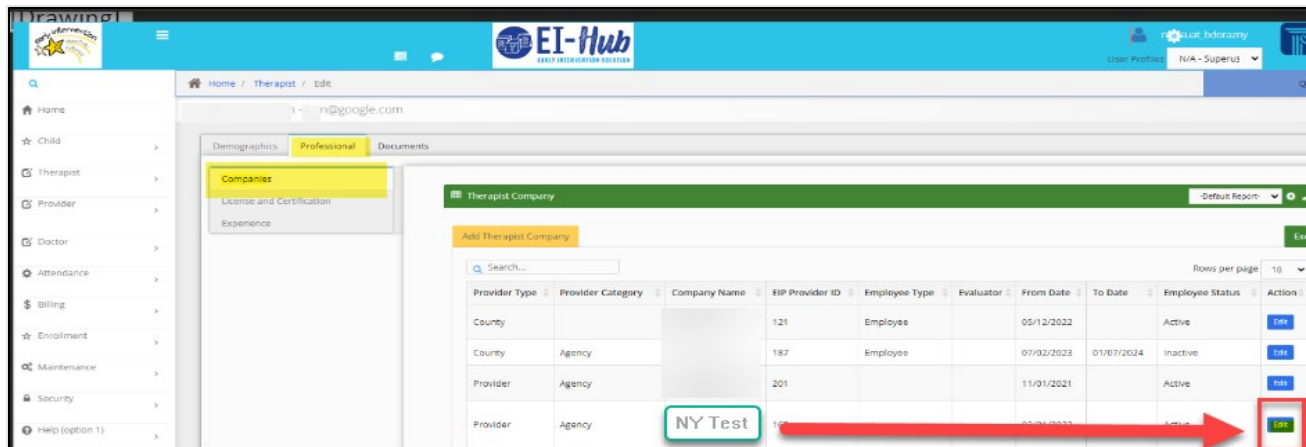 [Drawing]
EI-Hub
EARLY INTERVENTION SOLUTION
User Profiles N/A - Superus
Home / Therapist / Edit
n@google.com
Home
Child
Therapist
Provider
Doctor
Attendance
Billing
Enrollment
Maintenance
Security
Help (option 1)
Demographics Professional Documents
Companies
License and Certification
Experience
Therapist Company -Default Report-
Add Therapist Company
Search...
Rows per page 10
Provider Type Provider Category Company Name EIP Provider ID Employee Type Evaluator From Date To Date Employee Status Action
County 121 Employee 05/12/2022 Active Edit
County Agency 187 Employee 07/02/2023 01/07/2024 Inactive Edit
Provider Agency 201 11/01/2021 Active Edit
Provider Agency NY Test Edit